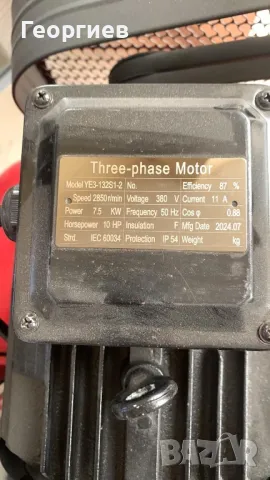 Георгиев
Three-phase Motor
Model YE3-132S1-2 No. Efficiency 87 %
Speed 2850 r/min Voltage 380 V Current 11 A
Power 7.5 KW Frequency 50 Hz Cos φ 0.88
Horsepower 10 HP Insulation F Mfg Date 2024.07
Strd. IEC 60034 Protection IP 54 Weight kg
BAZAR